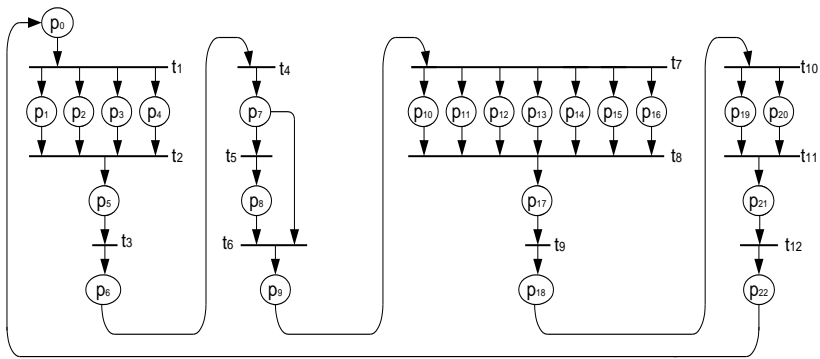 p0
t1 t4 t7 t10
p1 p2 p3 p4 p7 p10 p11 p12 p13 p14 p15 p16 p19 p20
t2 t5 t8 t11
p5 p8 p17 p21
t3 t6 t9 t12
p6 p9 p18 p22